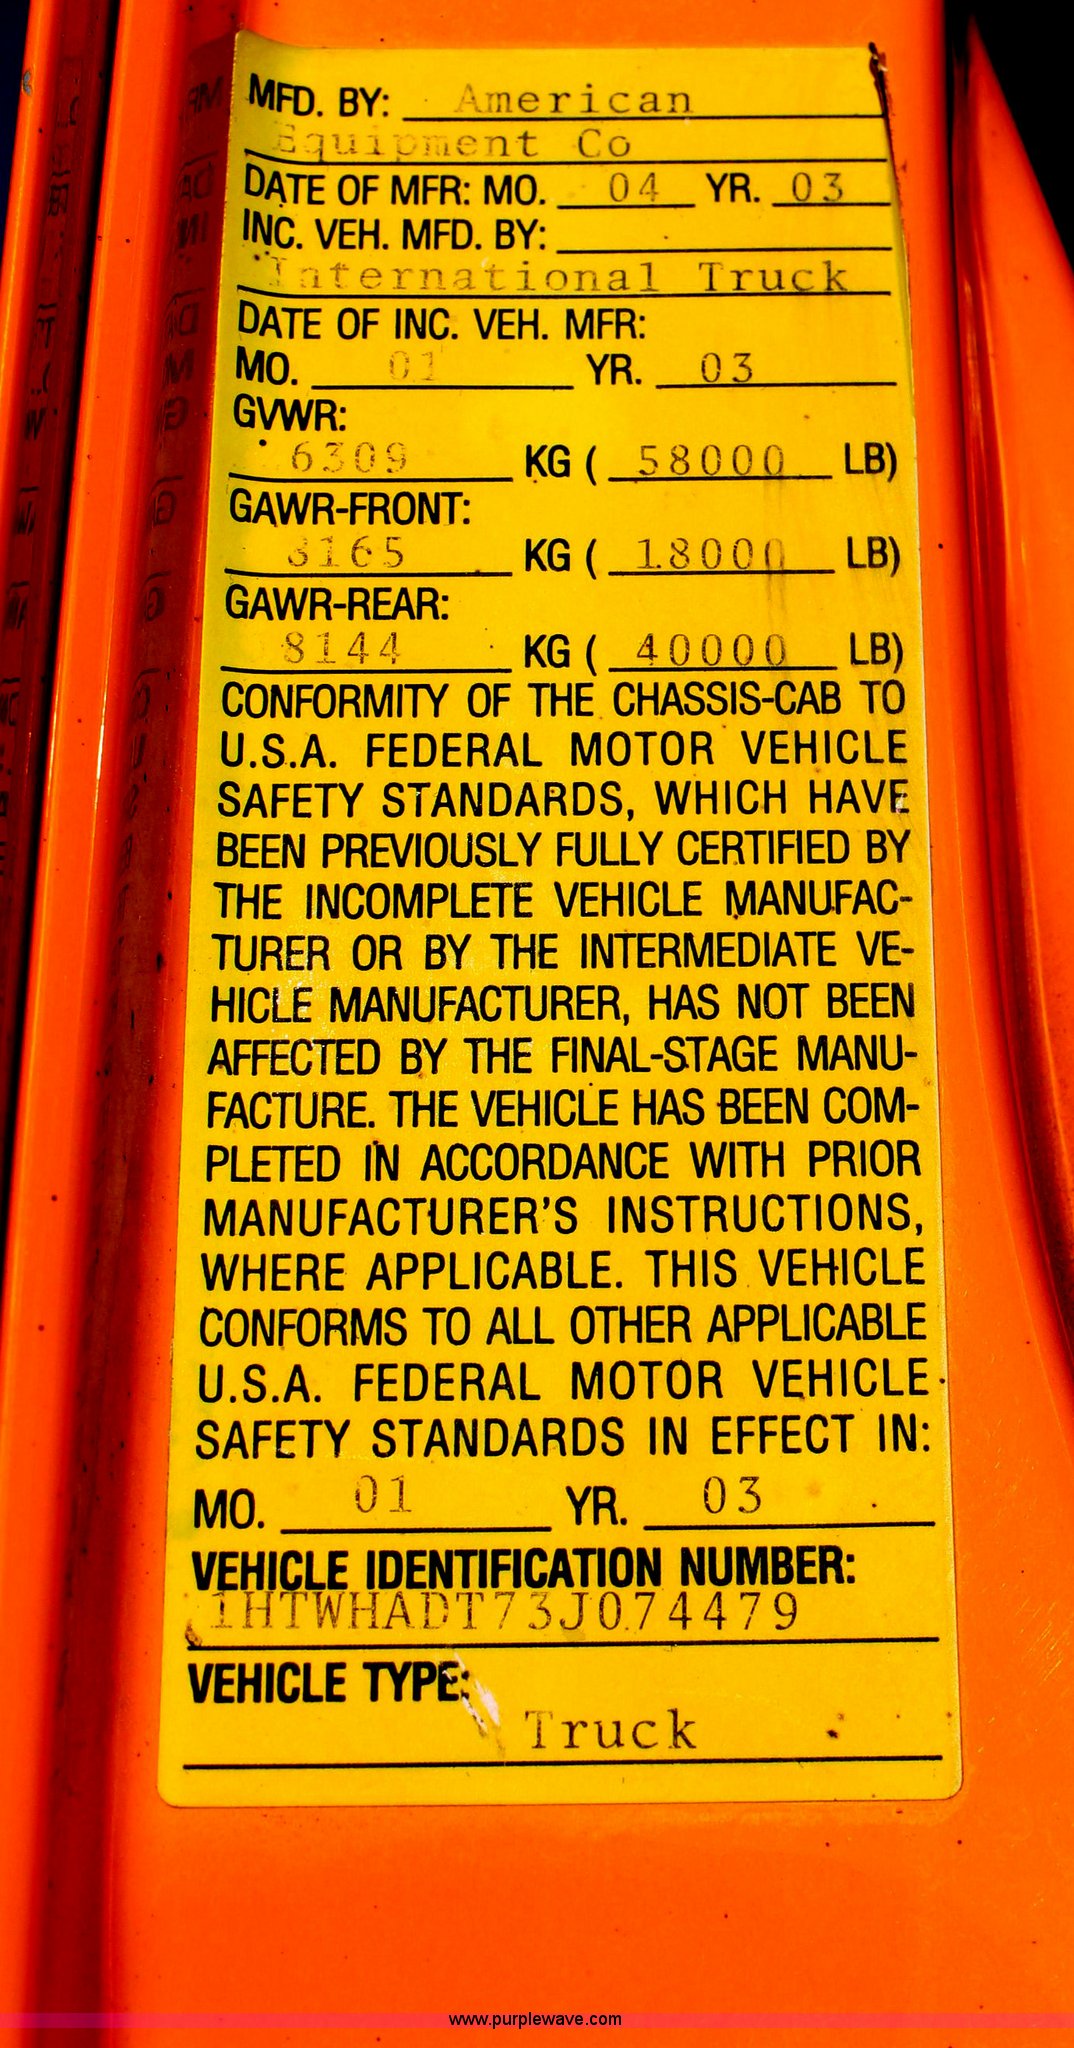 MFD. BY: American
Equipment Co
DATE OF MFR: MO. 04 YR. 03
INC. VEH. MFD. BY:
International Truck
DATE OF INC. VEH. MFR:
MO. 01 YR. 03
GVWR:
6309 KG ( 58000 LB)
GAWR-FRONT:
8165 KG ( 18000 LB)
GAWR-REAR:
8144 KG ( 40000 LB)
CONFORMITY OF THE CHASSIS-CAB TO
U.S.A. FEDERAL MOTOR VEHICLE
SAFETY STANDARDS, WHICH HAVE
BEEN PREVIOUSLY FULLY CERTIFIED BY
THE INCOMPLETE VEHICLE MANUFAC-
TURER OR BY THE INTERMEDIATE VE-
HICLE MANUFACTURER, HAS NOT BEEN
AFFECTED BY THE FINAL-STAGE MANU-
FACTURE. THE VEHICLE HAS BEEN COM-
PLETED IN ACCORDANCE WITH PRIOR
MANUFACTURER'S INSTRUCTIONS,
WHERE APPLICABLE. THIS VEHICLE
CONFORMS TO ALL OTHER APPLICABLE
U.S.A. FEDERAL MOTOR VEHICLE
SAFETY STANDARDS IN EFFECT IN:
MO. 01 YR. 03
VEHICLE IDENTIFICATION NUMBER:
1HTWHADT73J074479
VEHICLE TYPE:
Truck
www.purplewave.com